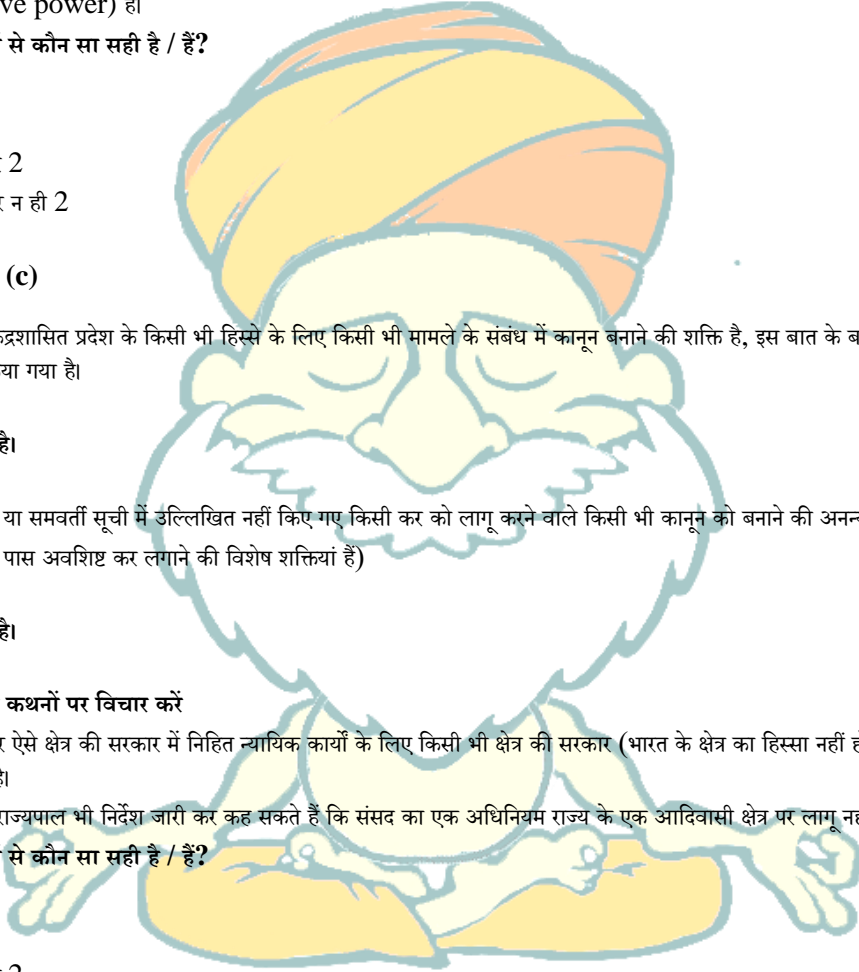 ve power) है।
से कौन सा सही है / हैं?
2
न ही 2
(c)
केंद्रशासित प्रदेश के किसी भी हिस्से के लिए किसी भी मामले के संबंध में कानून बनाने की शक्ति है, इस बात के ब
या गया है।
है।
या समवर्ती सूची में उल्लिखित नहीं किए गए किसी कर को लागू करने वाले किसी भी कानून को बनाने की अनन्
पास अवशिष्ट कर लगाने की विशेष शक्तियां हैं)
है।
कथनों पर विचार करें
र ऐसे क्षेत्र की सरकार में निहित न्यायिक कार्यों के लिए किसी भी क्षेत्र की सरकार (भारत के क्षेत्र का हिस्सा नहीं ह
है।
राज्यपाल भी निर्देश जारी कर कह सकते हैं कि संसद का एक अधिनियम राज्य के एक आदिवासी क्षेत्र पर लागू नह
से कौन सा सही है / हैं?